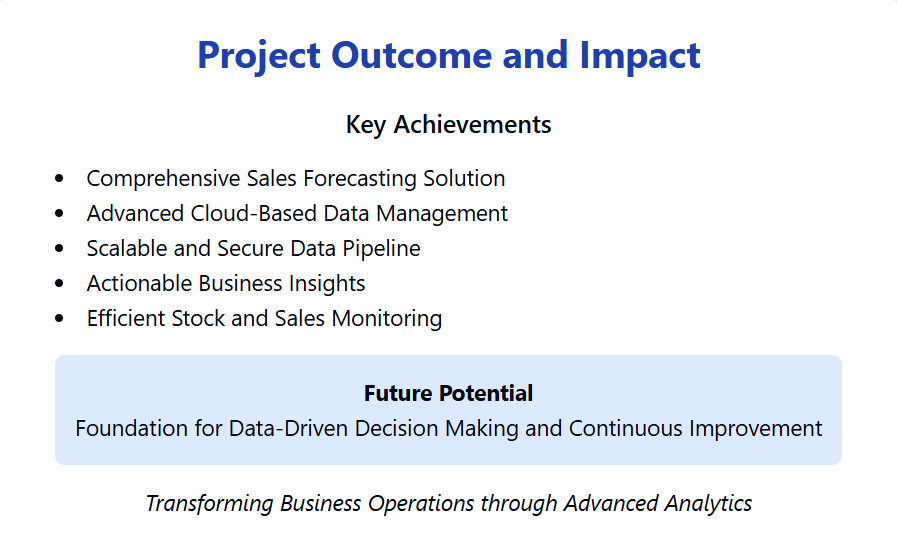 Project Outcome and Impact
Key Achievements
• Comprehensive Sales Forecasting Solution
• Advanced Cloud-Based Data Management
• Scalable and Secure Data Pipeline
• Actionable Business Insights
• Efficient Stock and Sales Monitoring
Future Potential
Foundation for Data-Driven Decision Making and Continuous Improvement
Transforming Business Operations through Advanced Analytics